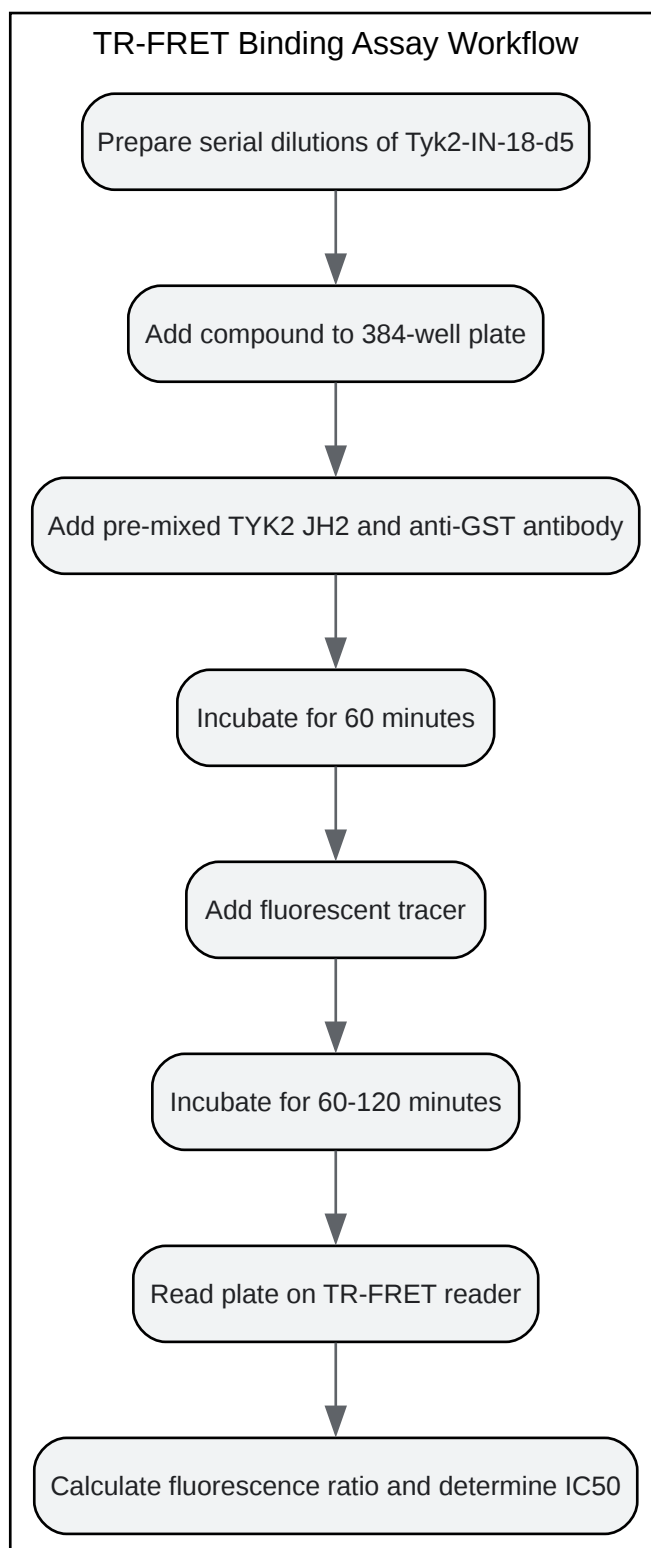 TR-FRET Binding Assay Workflow
Prepare serial dilutions of Tyk2-IN-18-d5
Add compound to 384-well plate
Add pre-mixed TYK2 JH2 and anti-GST antibody
Incubate for 60 minutes
Add fluorescent tracer
Incubate for 60-120 minutes
Read plate on TR-FRET reader
Calculate fluorescence ratio and determine IC50